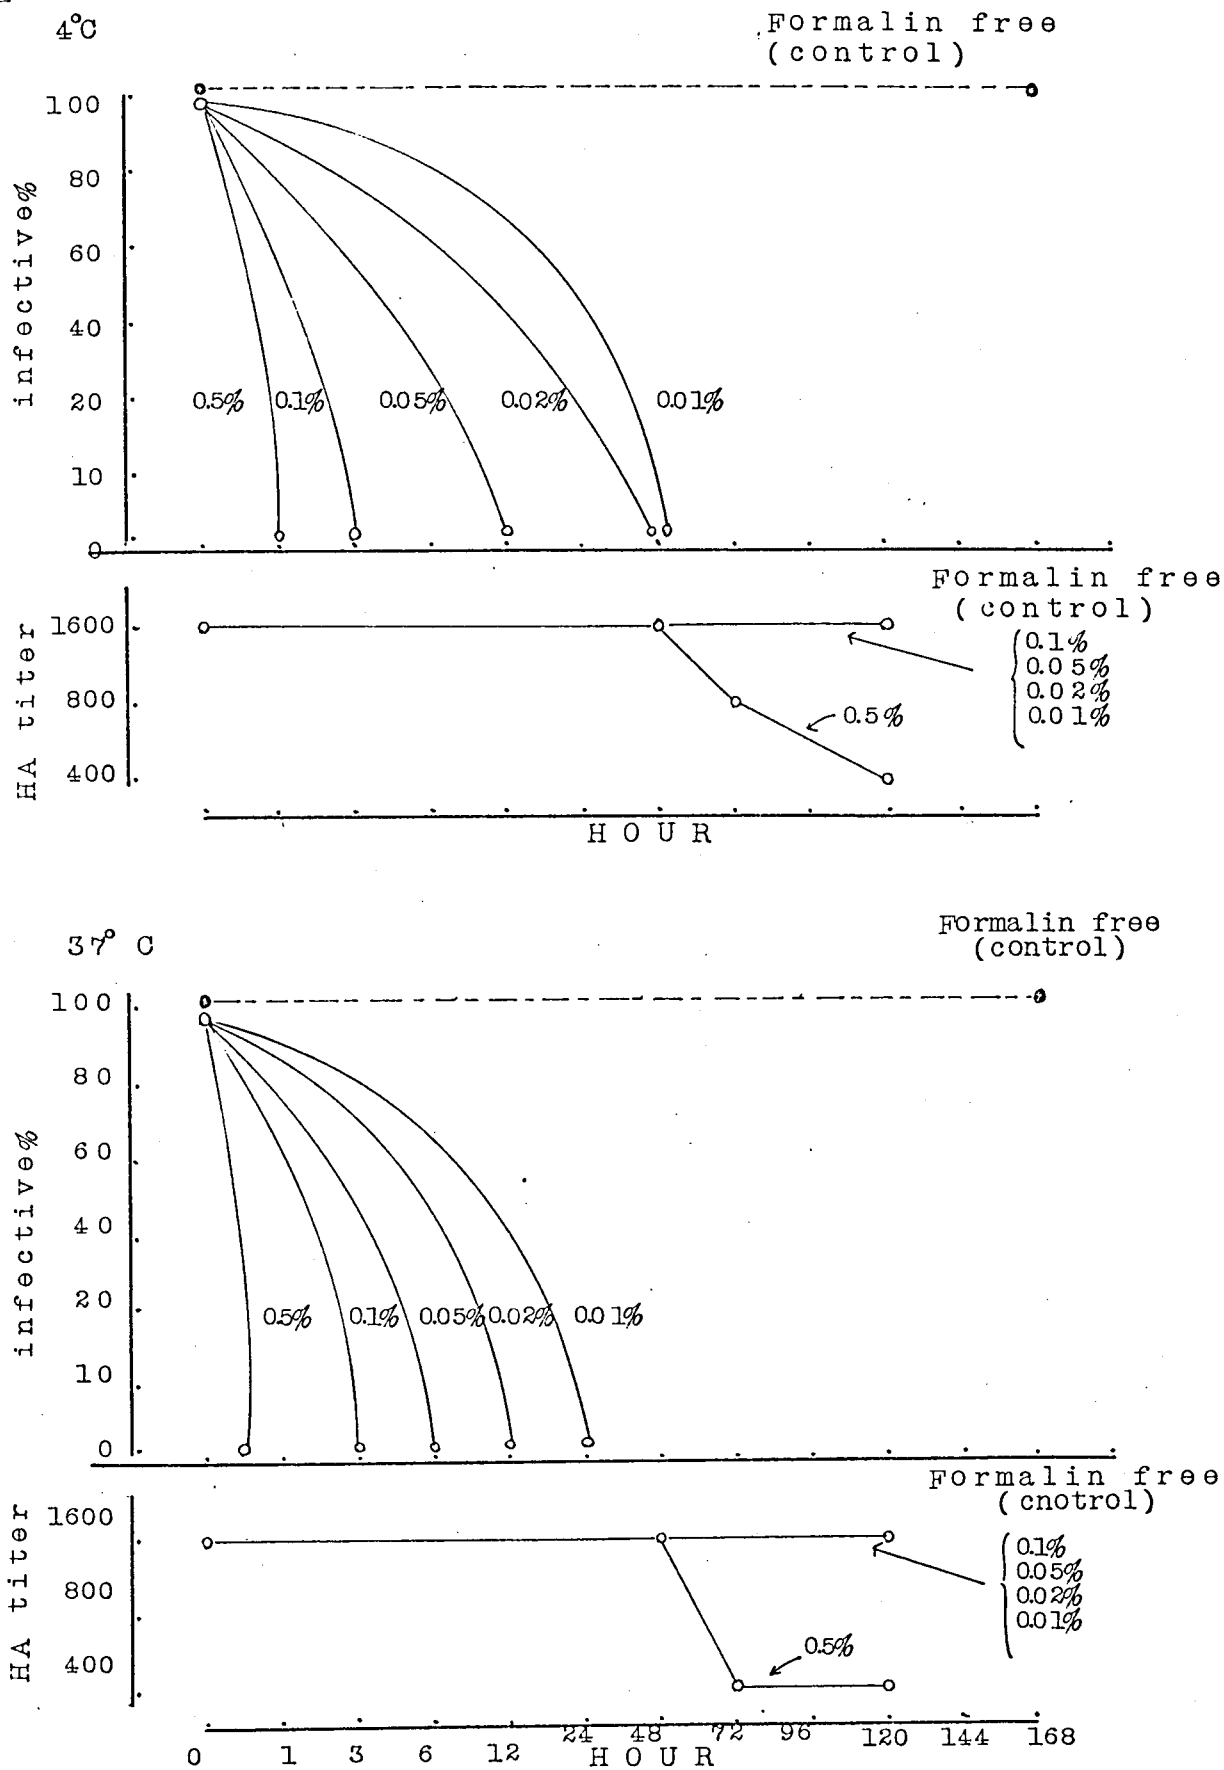 4°C
Formalin free
(control)
100
80
60
40
20
10
0
infective%
0.5%
0.1%
0.05%
0.02%
0.01%
Formalin free
(control)
0.1%
0.05%
0.02%
0.01%
1600
800
400
HA titer
0.5%
HOUR
37°C
Formalin free
(control)
100
80
60
40
20
10
0
infective%
0.5%
0.1%
0.05%
0.02%
0.01%
Formalin free
(cnotrol)
0.1%
0.05%
0.02%
0.01%
1600
800
400
HA titer
0.5%
0 1 3 6 12 24 48 72 96 120 144 168
HOUR